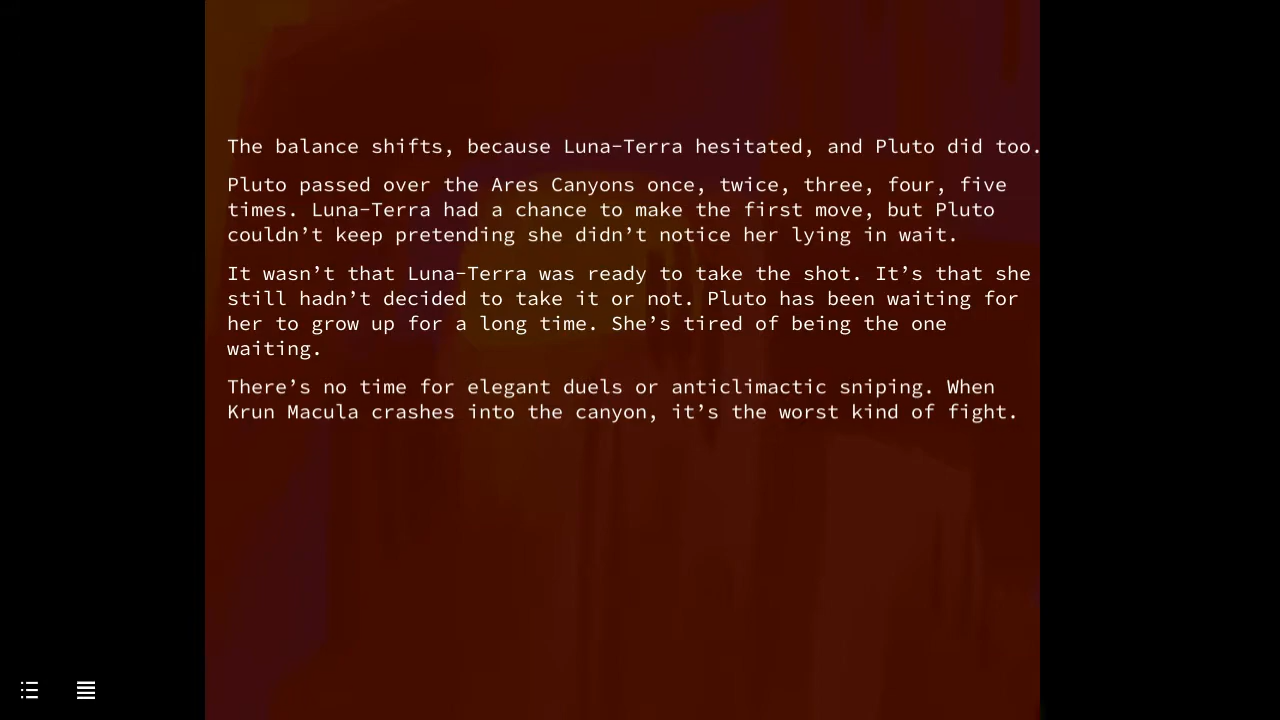 The balance shifts, because Luna-Terra hesitated, and Pluto did too.
Pluto passed over the Ares Canyons once, twice, three, four, five
times. Luna-Terra had a chance to make the first move, but Pluto
couldn’t keep pretending she didn’t notice her lying in wait.
It wasn’t that Luna-Terra was ready to take the shot. It’s that she
still hadn’t decided to take it or not. Pluto has been waiting for
her to grow up for a long time. She’s tired of being the one
waiting.
There’s no time for elegant duels or anticlimactic sniping. When
Krun Macula crashes into the canyon, it’s the worst kind of fight.